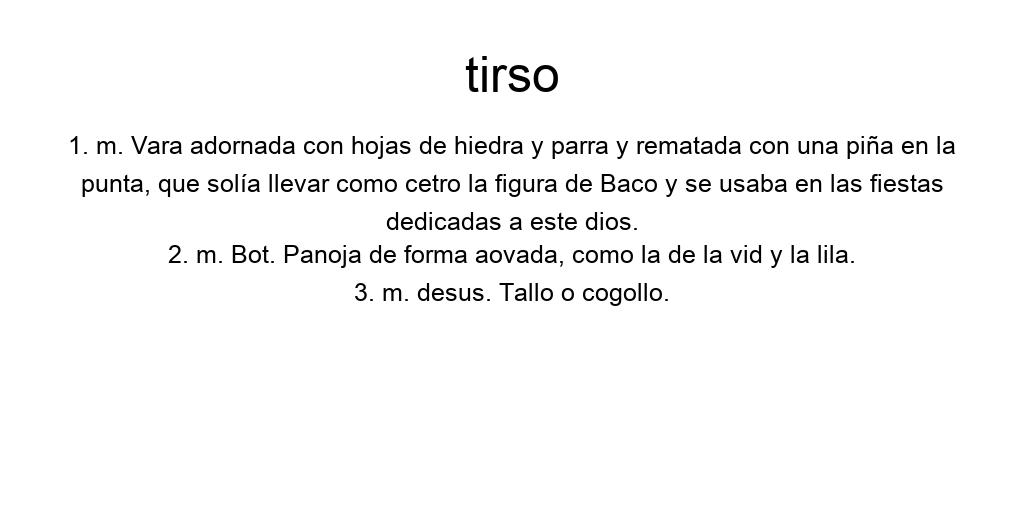 tirso
1. m. Vara adornada con hojas de hiedra y parra y rematada con una piña en la
punta, que solía llevar como cetro la figura de Baco y se usaba en las fiestas
dedicadas a este dios.
2. m. Bot. Panoja de forma aovada, como la de la vid y la lila.
3. m. desus. Tallo o cogollo.